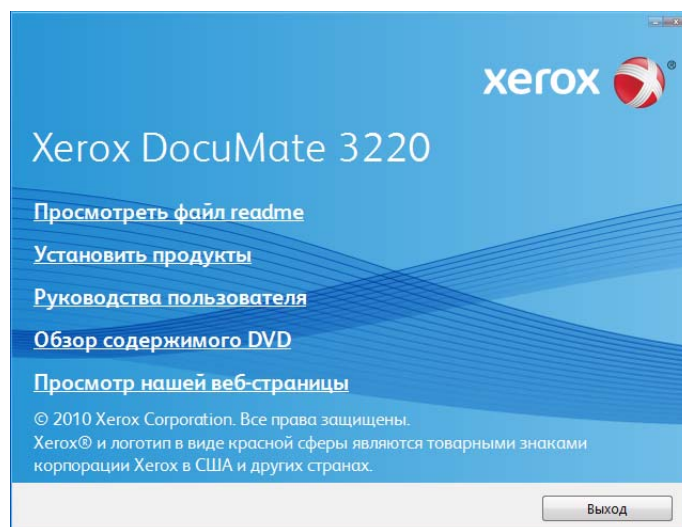 xerox ®
Xerox DocuMate 3220
Просмотреть файл readme
Установить продукты
Руководства пользователя
Обзор содержимого DVD
Просмотр нашей веб-страницы
© 2010 Xerox Corporation. Все права защищены.
Xerox® и логотип в виде красной сферы являются товарными знаками
корпорации Xerox в США и других странах.
Выход